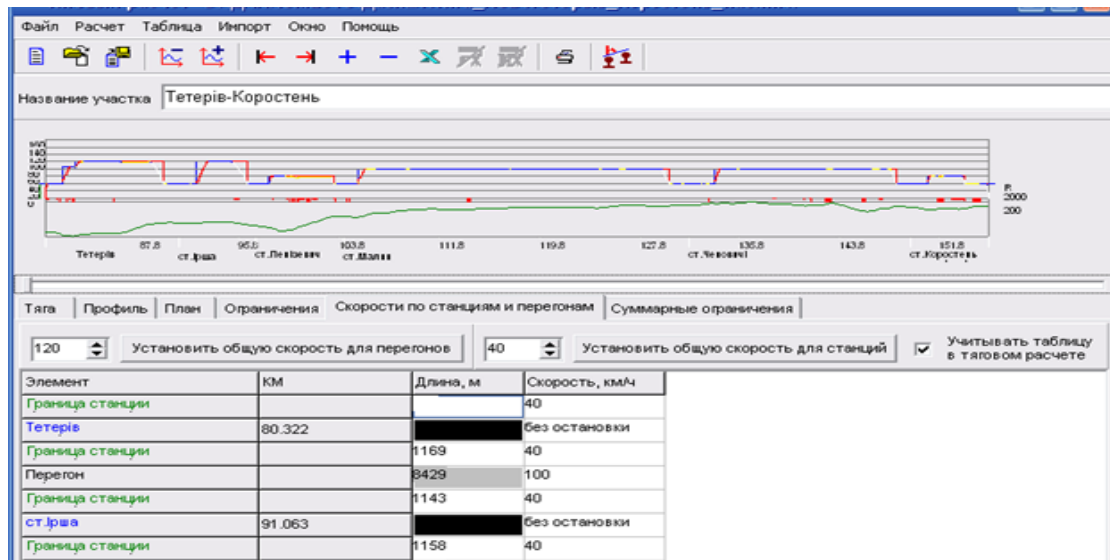 Файл Расчет Таблица Импорт Окно Помощь
Название участка Тетерів-Коростень
R
2000
200
87.8 103.8 111.8 119.8 127.8 135.8 143.8 151.8
Тетерів ст.Ірша ст.Малин ст.Чеповичі ст.Коростень
Тяга Профиль План Ограничения Скорости по станциям и перегонам Суммарные ограничения
120 Установить общую скорость для перегонов 40 Установить общую скорость для станций Учитывать таблицу
в тяговом расчете
Элемент КМ Длина, м Скорость, км/ч
Граница станции 40
Тетерів 80.322 без остановки
Граница станции 1169 40
Перегон 8429 100
Граница станции 1143 40
ст.Ірша 91.063 без остановки
Граница станции 1158 40